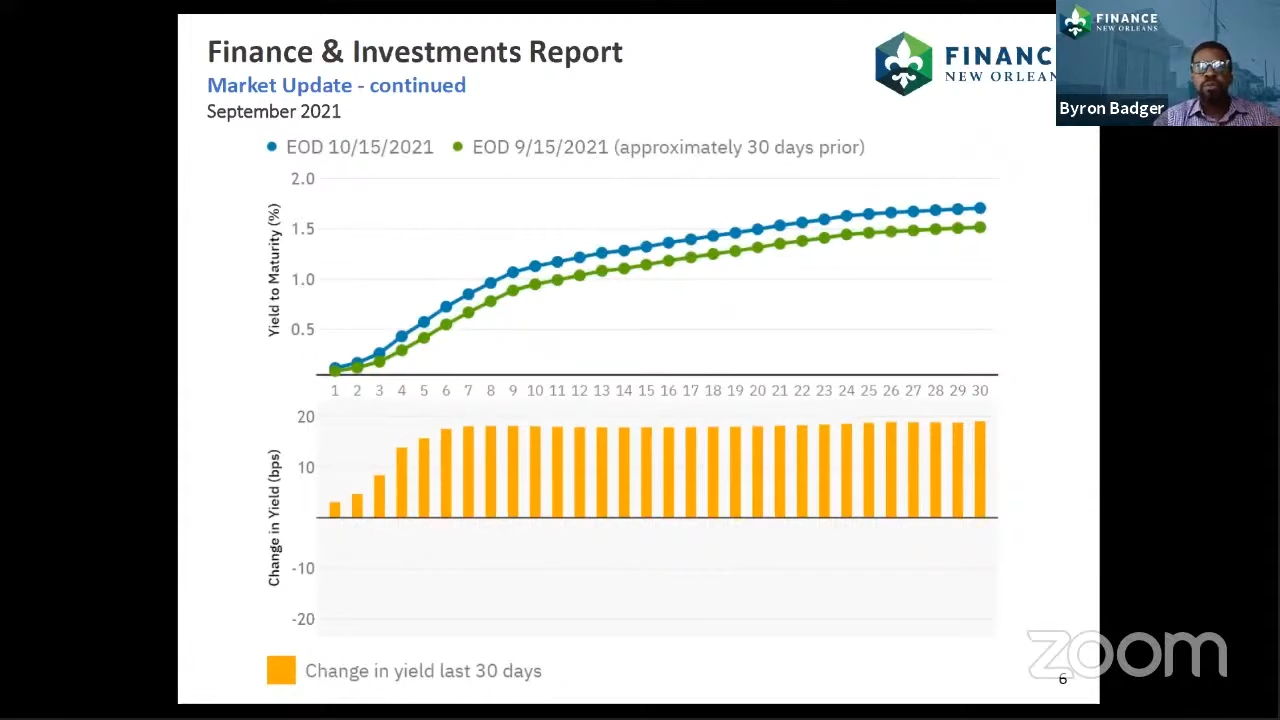 Finance & Investments Report
Market Update - continued
September 2021
FINANC
NEW ORLEAN
FINANCE
NEW ORLEANS
Byron Badger
EOD 10/15/2021 EOD 9/15/2021 (approximately 30 days prior)
Yield to Maturity (%)
2.0
1.5
1.0
0.5
1 2 3 4 5 6 7 8 9 10 11 12 13 14 15 16 17 18 19 20 21 22 23 24 25 26 27 28 29 30
Change in Yield (bps)
20
10
-10
-20
Change in yield last 30 days
zoom
6